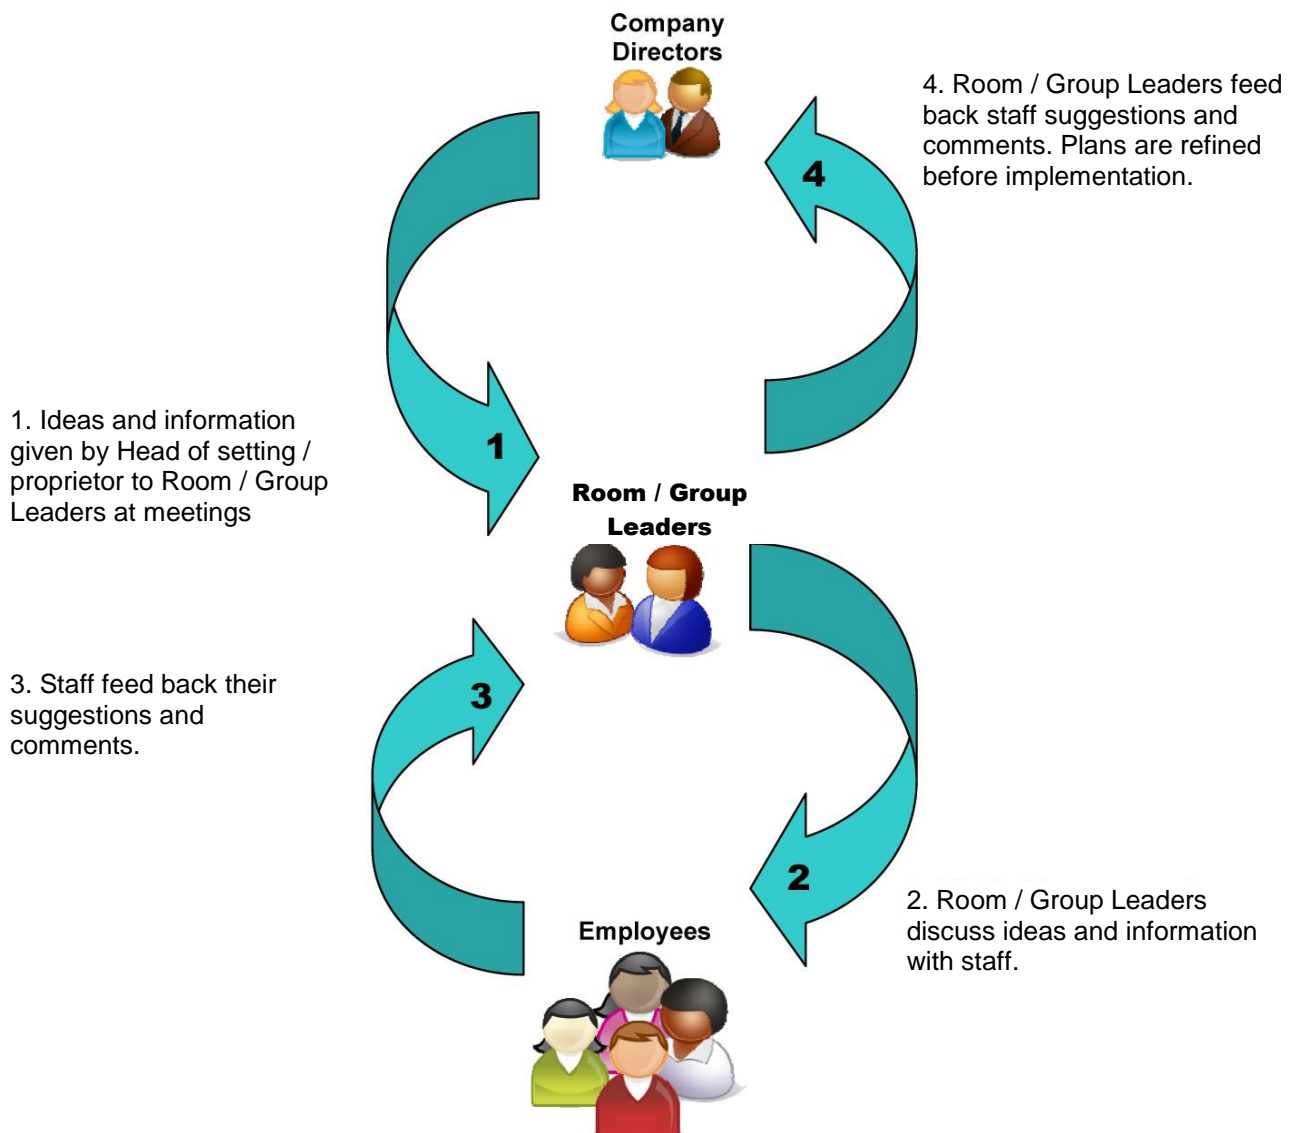 Company
Directors
4. Room / Group Leaders feed
back staff suggestions and
comments. Plans are refined
before implementation.
4
1. Ideas and information
given by Head of setting /
proprietor to Room / Group
Leaders at meetings
1
Room / Group
Leaders
3. Staff feed back their
suggestions and
comments.
3
2
2. Room / Group Leaders
discuss ideas and information
with staff.
Employees